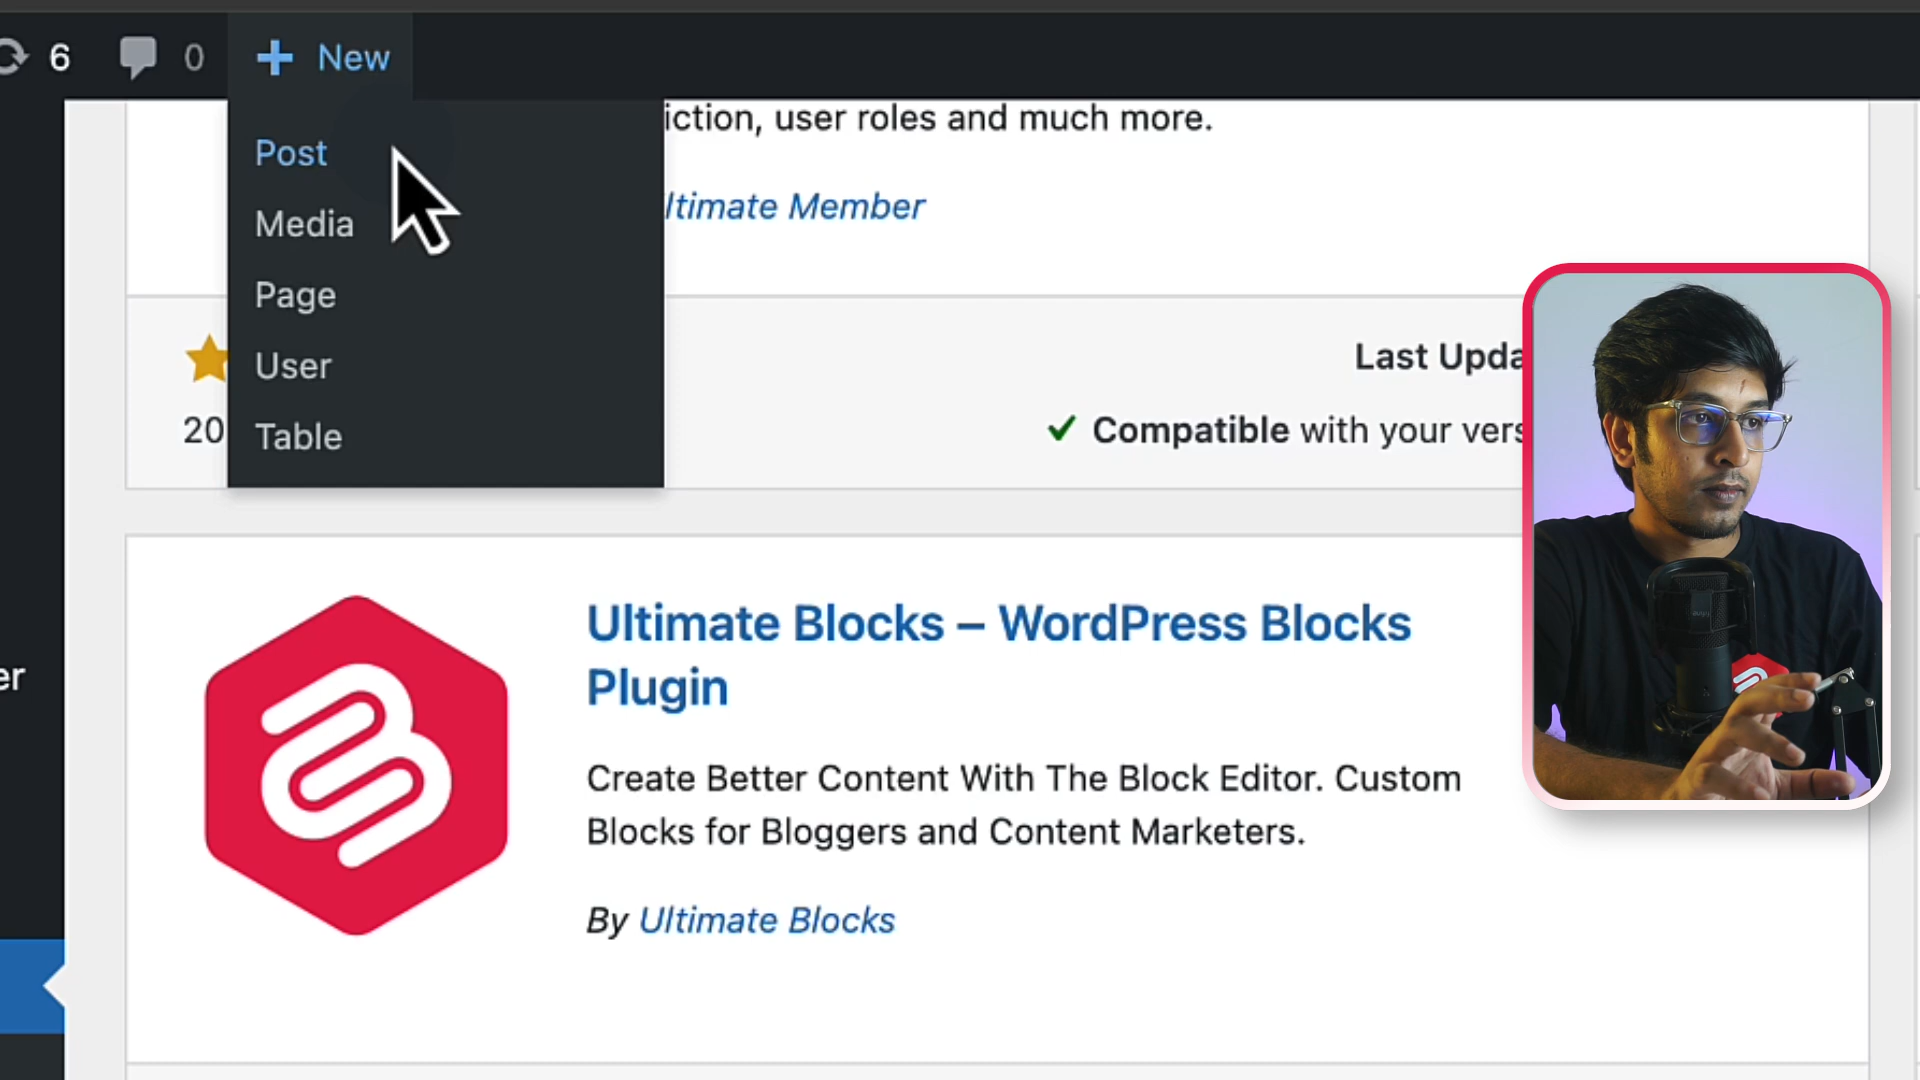 6 0 + New
Post
Media
Page
User
Table
iction, user roles and much more.
ltimate Member
Last Upda
20
Compatible with your vers
er
Ultimate Blocks – WordPress Blocks
Plugin
Create Better Content With The Block Editor. Custom
Blocks for Bloggers and Content Marketers.
By Ultimate Blocks